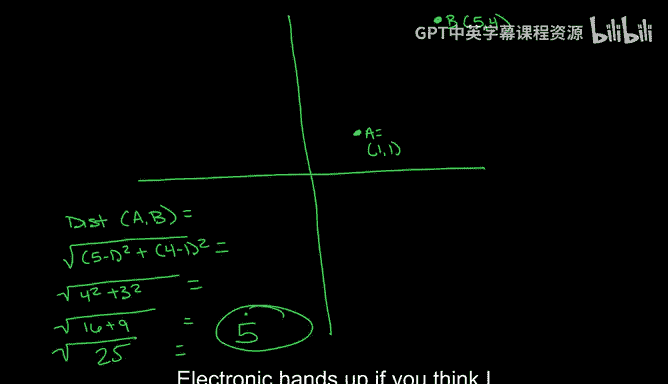 • B (5,4)
GPT中英字幕课程资源 bilibili
• A=
(1,1)
Dist (A,B) =
√(5-1)² + (4-1)² =
√4² + 3² =
√16+9 =
√25 = 5
Electronic hands up if you think I